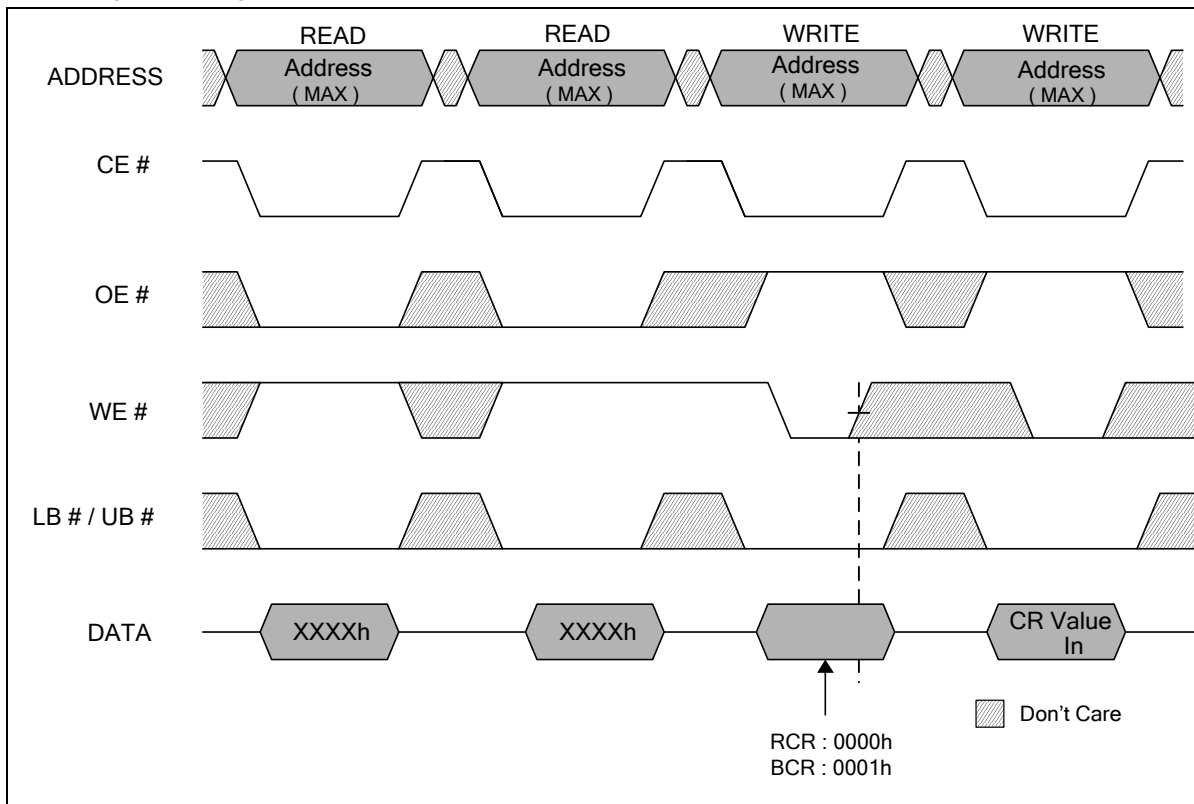 READ READ WRITE WRITE
ADDRESS Address Address Address Address
( MAX ) ( MAX ) ( MAX ) ( MAX )
CE #
OE #
WE #
LB # / UB #
DATA XXXXh XXXXh CR Value
In
Don't Care
RCR : 0000h
BCR : 0001h